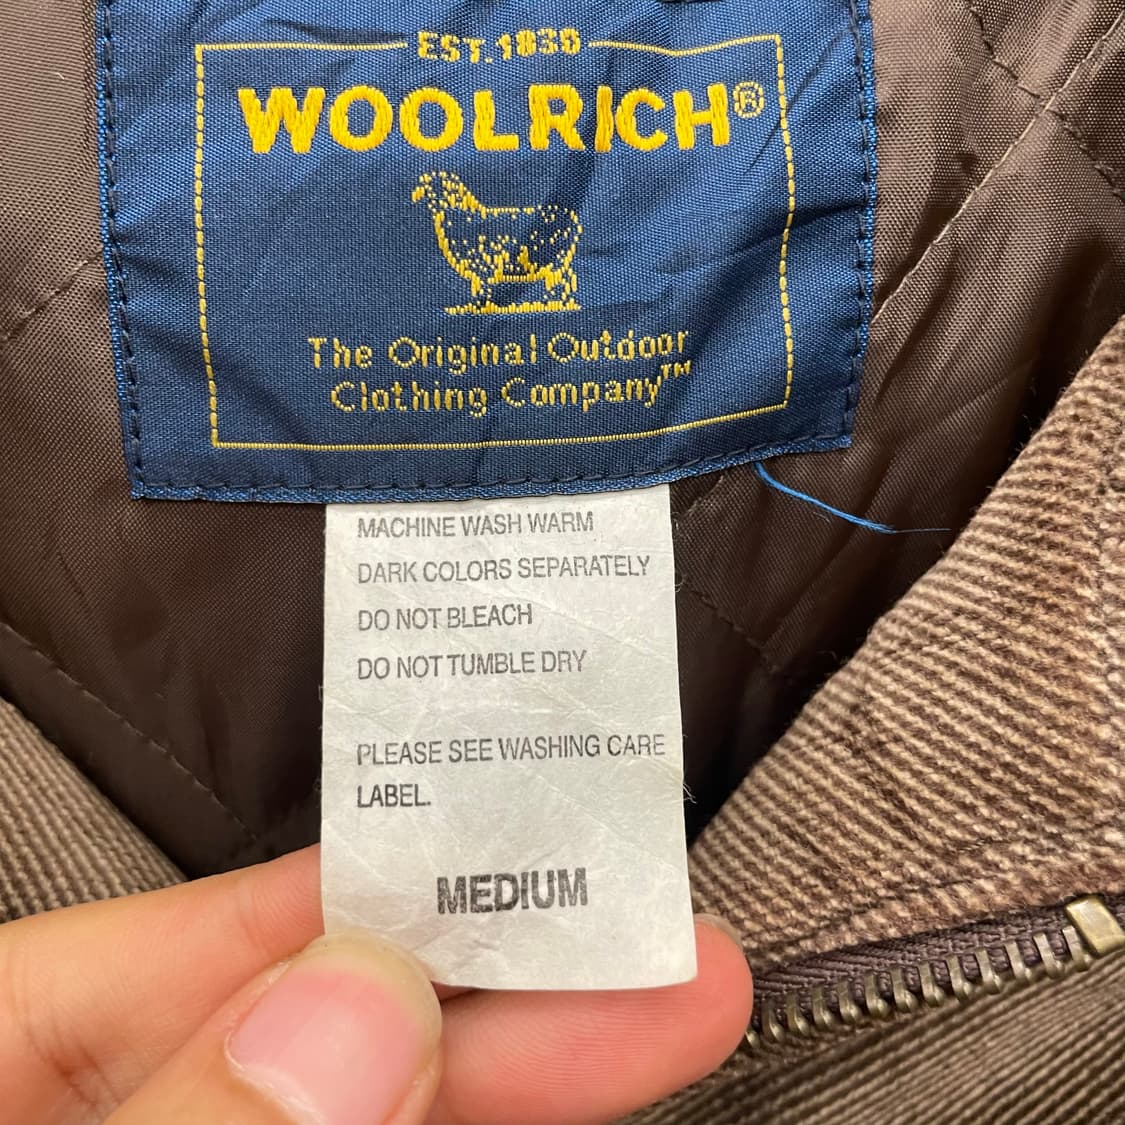 EST. 1830
WOOLRICH®
The Original Outdoor
Clothing Company™
MACHINE WASH WARM
DARK COLORS SEPARATELY
DO NOT BLEACH
DO NOT TUMBLE DRY
PLEASE SEE WASHING CARE
LABEL.
MEDIUM